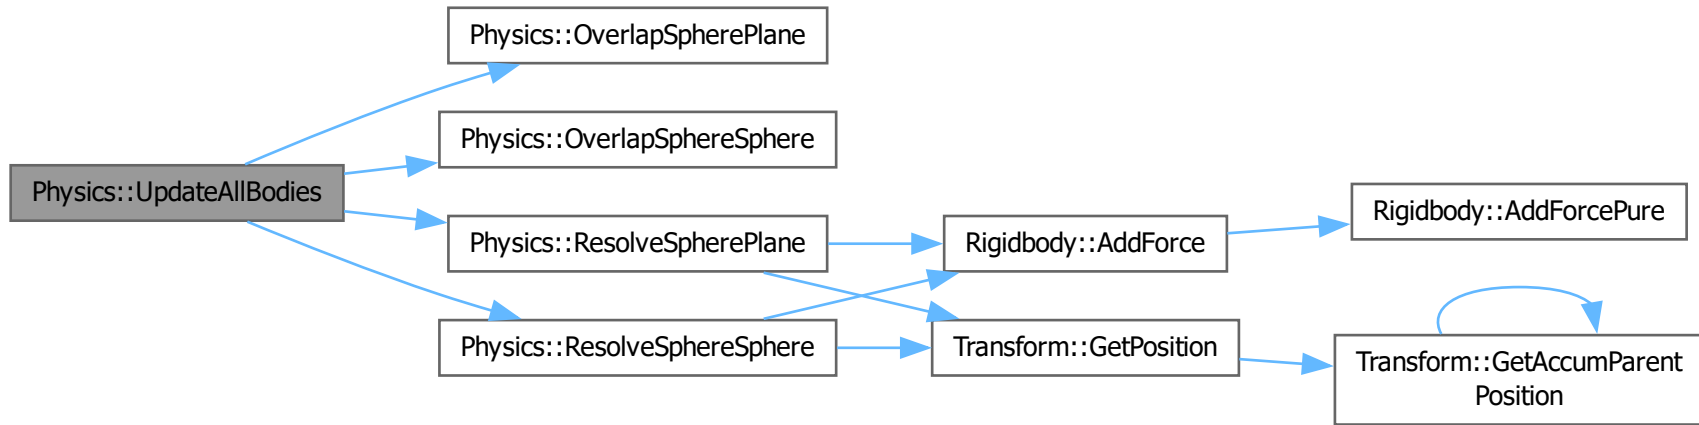 Physics::OverlapSpherePlane
Physics::OverlapSphereSphere
Physics::UpdateAllBodies
Physics::ResolveSpherePlane
Physics::ResolveSphereSphere
Rigidbody::AddForce
Transform::GetPosition
Rigidbody::AddForcePure
Transform::GetAccumParent
Position